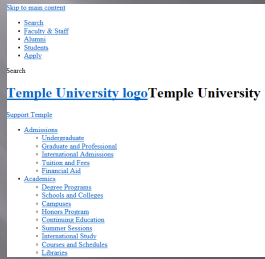 Skip to main content
Search
Faculty & Staff
Alumni
Students
Apply
Search
Temple University logoTemple University
Support Temple
Admissions
Undergraduate
Graduate and Professional
International Admissions
Tuition and Fees
Financial Aid
Academics
Degree Programs
Schools and Colleges
Campuses
Honors Program
Continuing Education
Summer Sessions
International Study
Courses and Schedules
Libraries